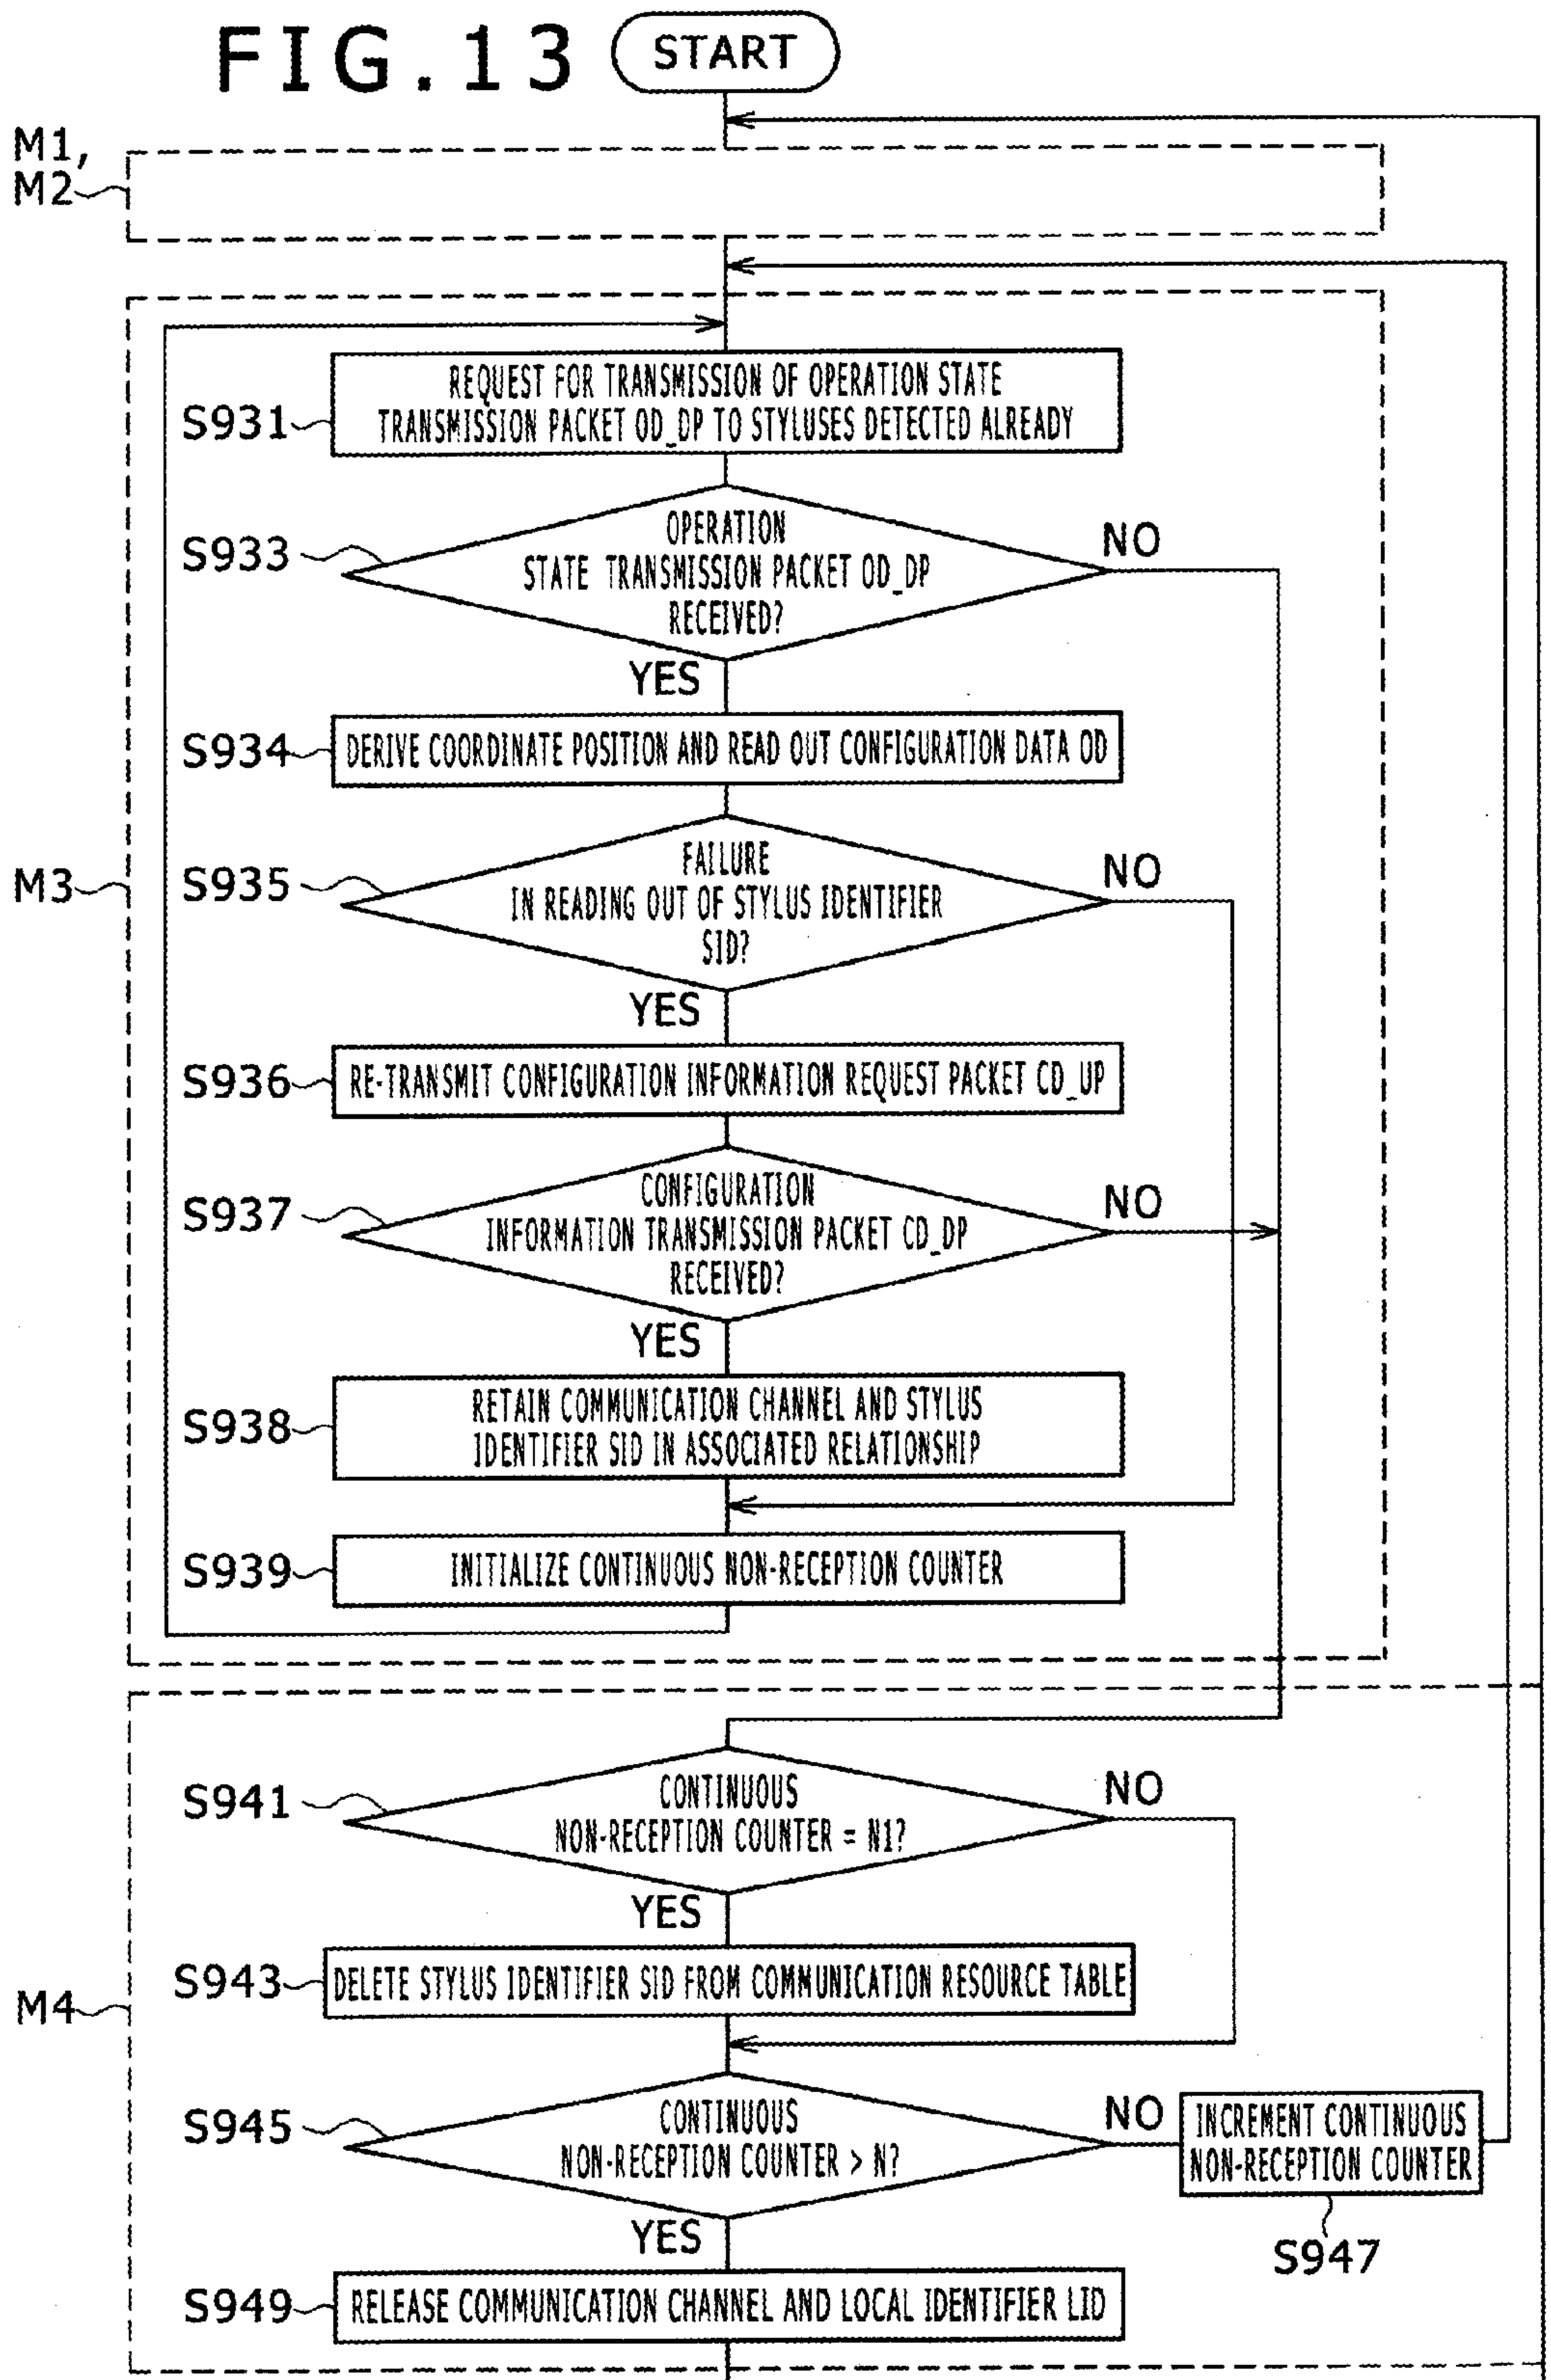 FIG.13
START
M1,
M2
S931
REQUEST FOR TRANSMISSION OF OPERATION STATE
TRANSMISSION PACKET OD_DP TO STYLUSES DETECTED ALREADY
S933
OPERATION
STATE TRANSMISSION PACKET OD_DP
RECEIVED?
NO
YES
S934
DERIVE COORDINATE POSITION AND READ OUT CONFIGURATION DATA OD
M3
S935
FAILURE
IN READING OUT OF STYLUS IDENTIFIER
SID?
NO
YES
S936
RE-TRANSMIT CONFIGURATION INFORMATION REQUEST PACKET CD_UP
S937
CONFIGURATION
INFORMATION TRANSMISSION PACKET CD_DP
RECEIVED?
NO
YES
S938
RETAIN COMMUNICATION CHANNEL AND STYLUS
IDENTIFIER SID IN ASSOCIATED RELATIONSHIP
S939
INITIALIZE CONTINUOUS NON-RECEPTION COUNTER
S941
CONTINUOUS
NON-RECEPTION COUNTER = N1?
NO
YES
M4
S943
DELETE STYLUS IDENTIFIER SID FROM COMMUNICATION RESOURCE TABLE
S945
CONTINUOUS
NON-RECEPTION COUNTER > N?
NO
INCREMENT CONTINUOUS
NON-RECEPTION COUNTER
S947
YES
S949
RELEASE COMMUNICATION CHANNEL AND LOCAL IDENTIFIER LID